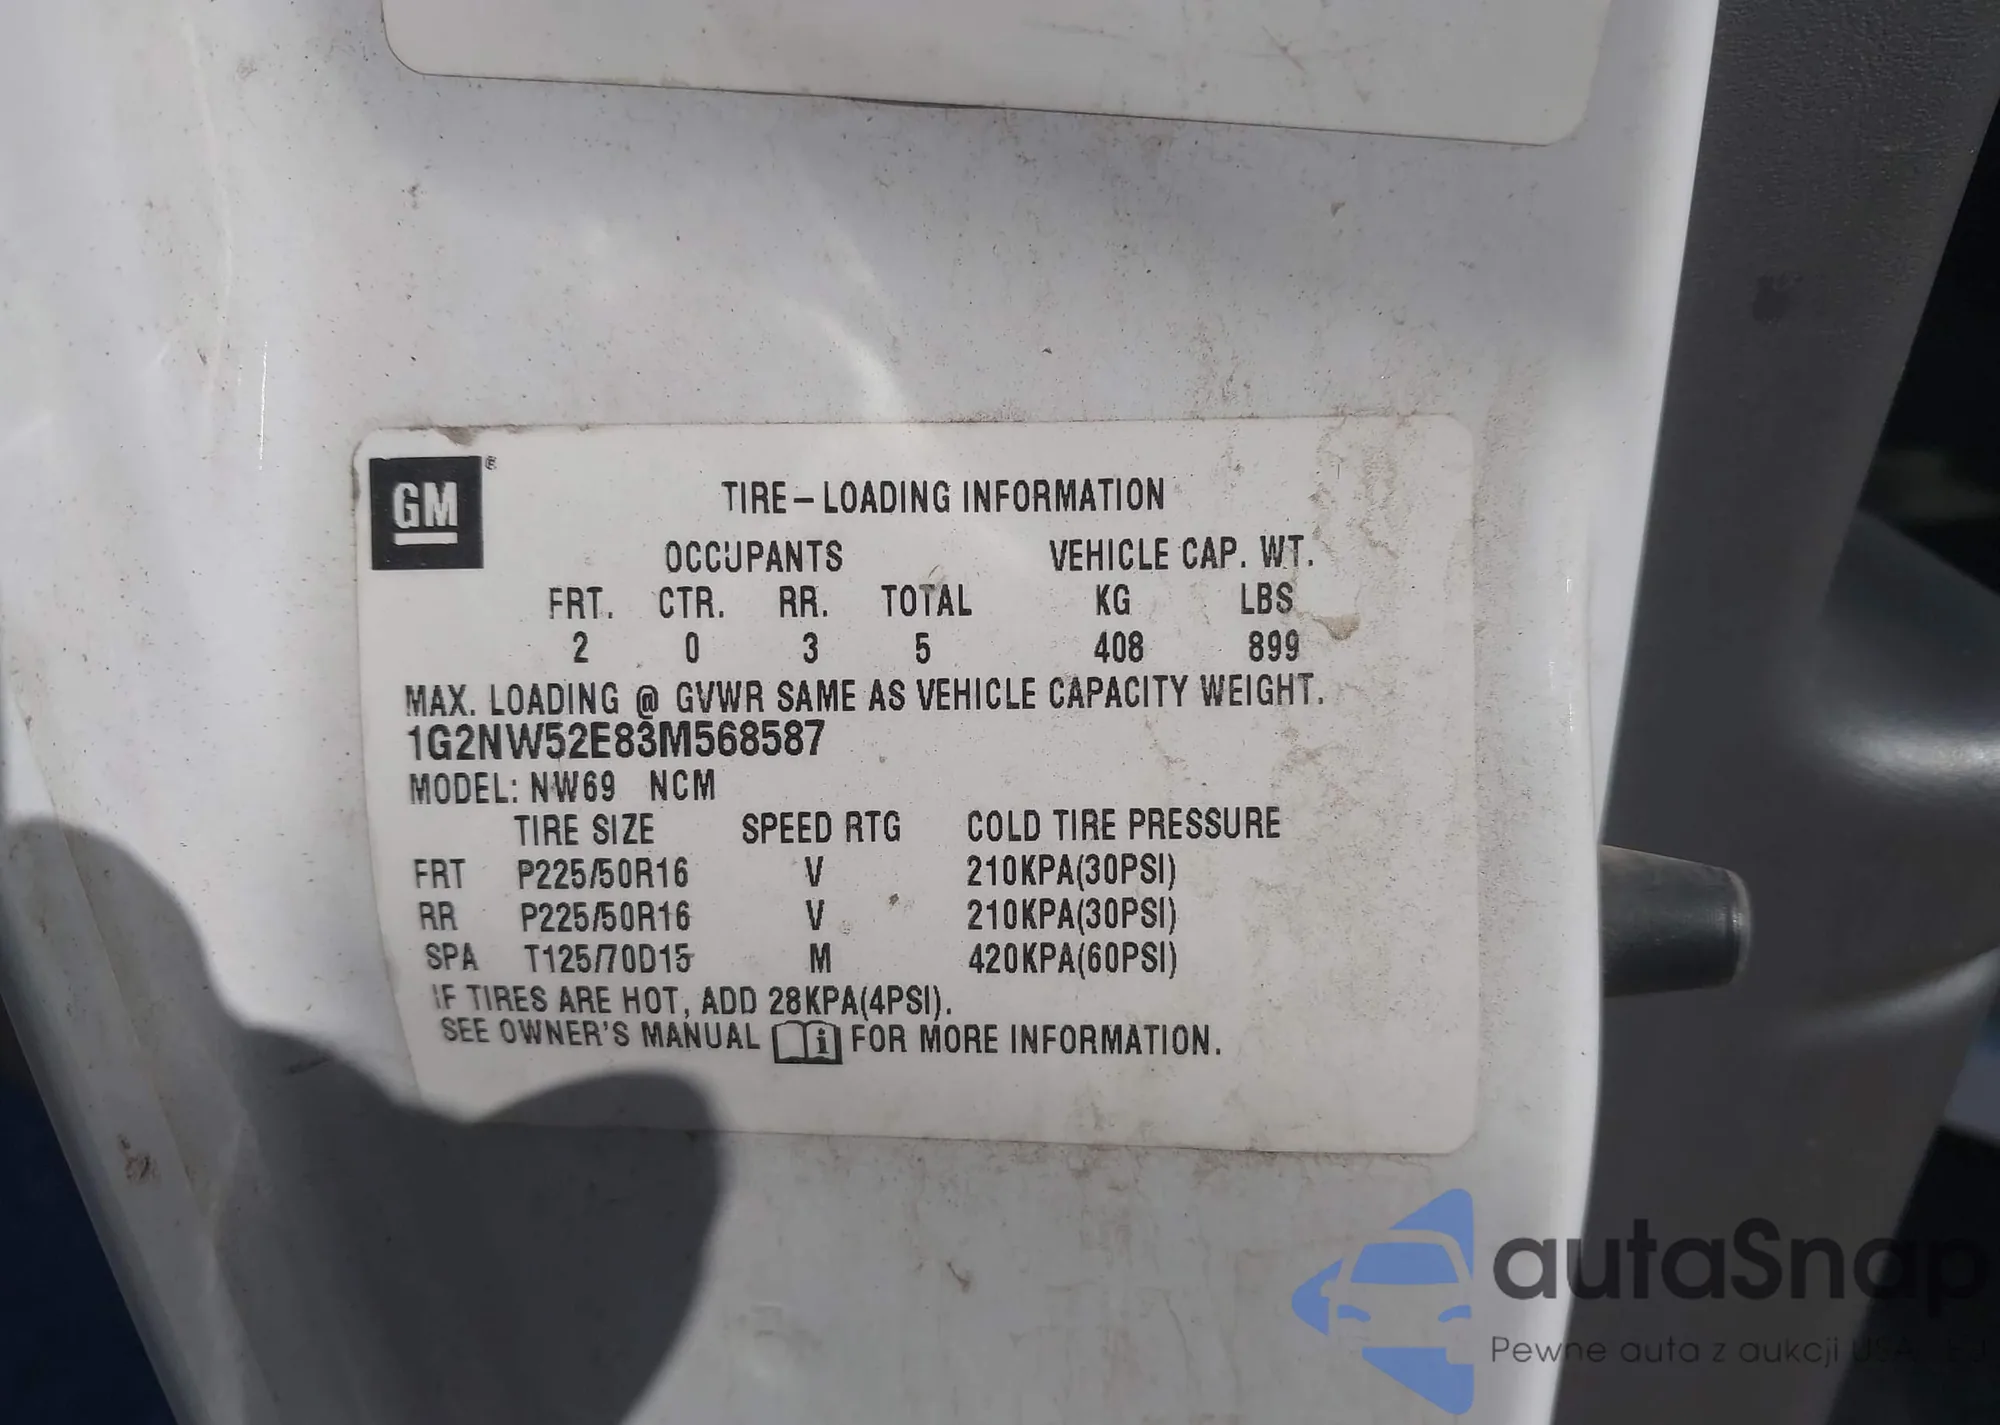 GM®
TIRE – LOADING INFORMATION
OCCUPANTS VEHICLE CAP. WT.
FRT. CTR. RR. TOTAL KG LBS
2 0 3 5 408 899
MAX. LOADING @ GVWR SAME AS VEHICLE CAPACITY WEIGHT.
1G2NW52E83M568587
MODEL: NW69 NCM
TIRE SIZE SPEED RTG COLD TIRE PRESSURE
FRT P225/50R16 V 210KPA(30PSI)
RR P225/50R16 V 210KPA(30PSI)
SPA T125/70D15 M 420KPA(60PSI)
IF TIRES ARE HOT, ADD 28KPA(4PSI).
SEE OWNER'S MANUAL i FOR MORE INFORMATION.
autaSnap
Pewne auta z aukcji USA